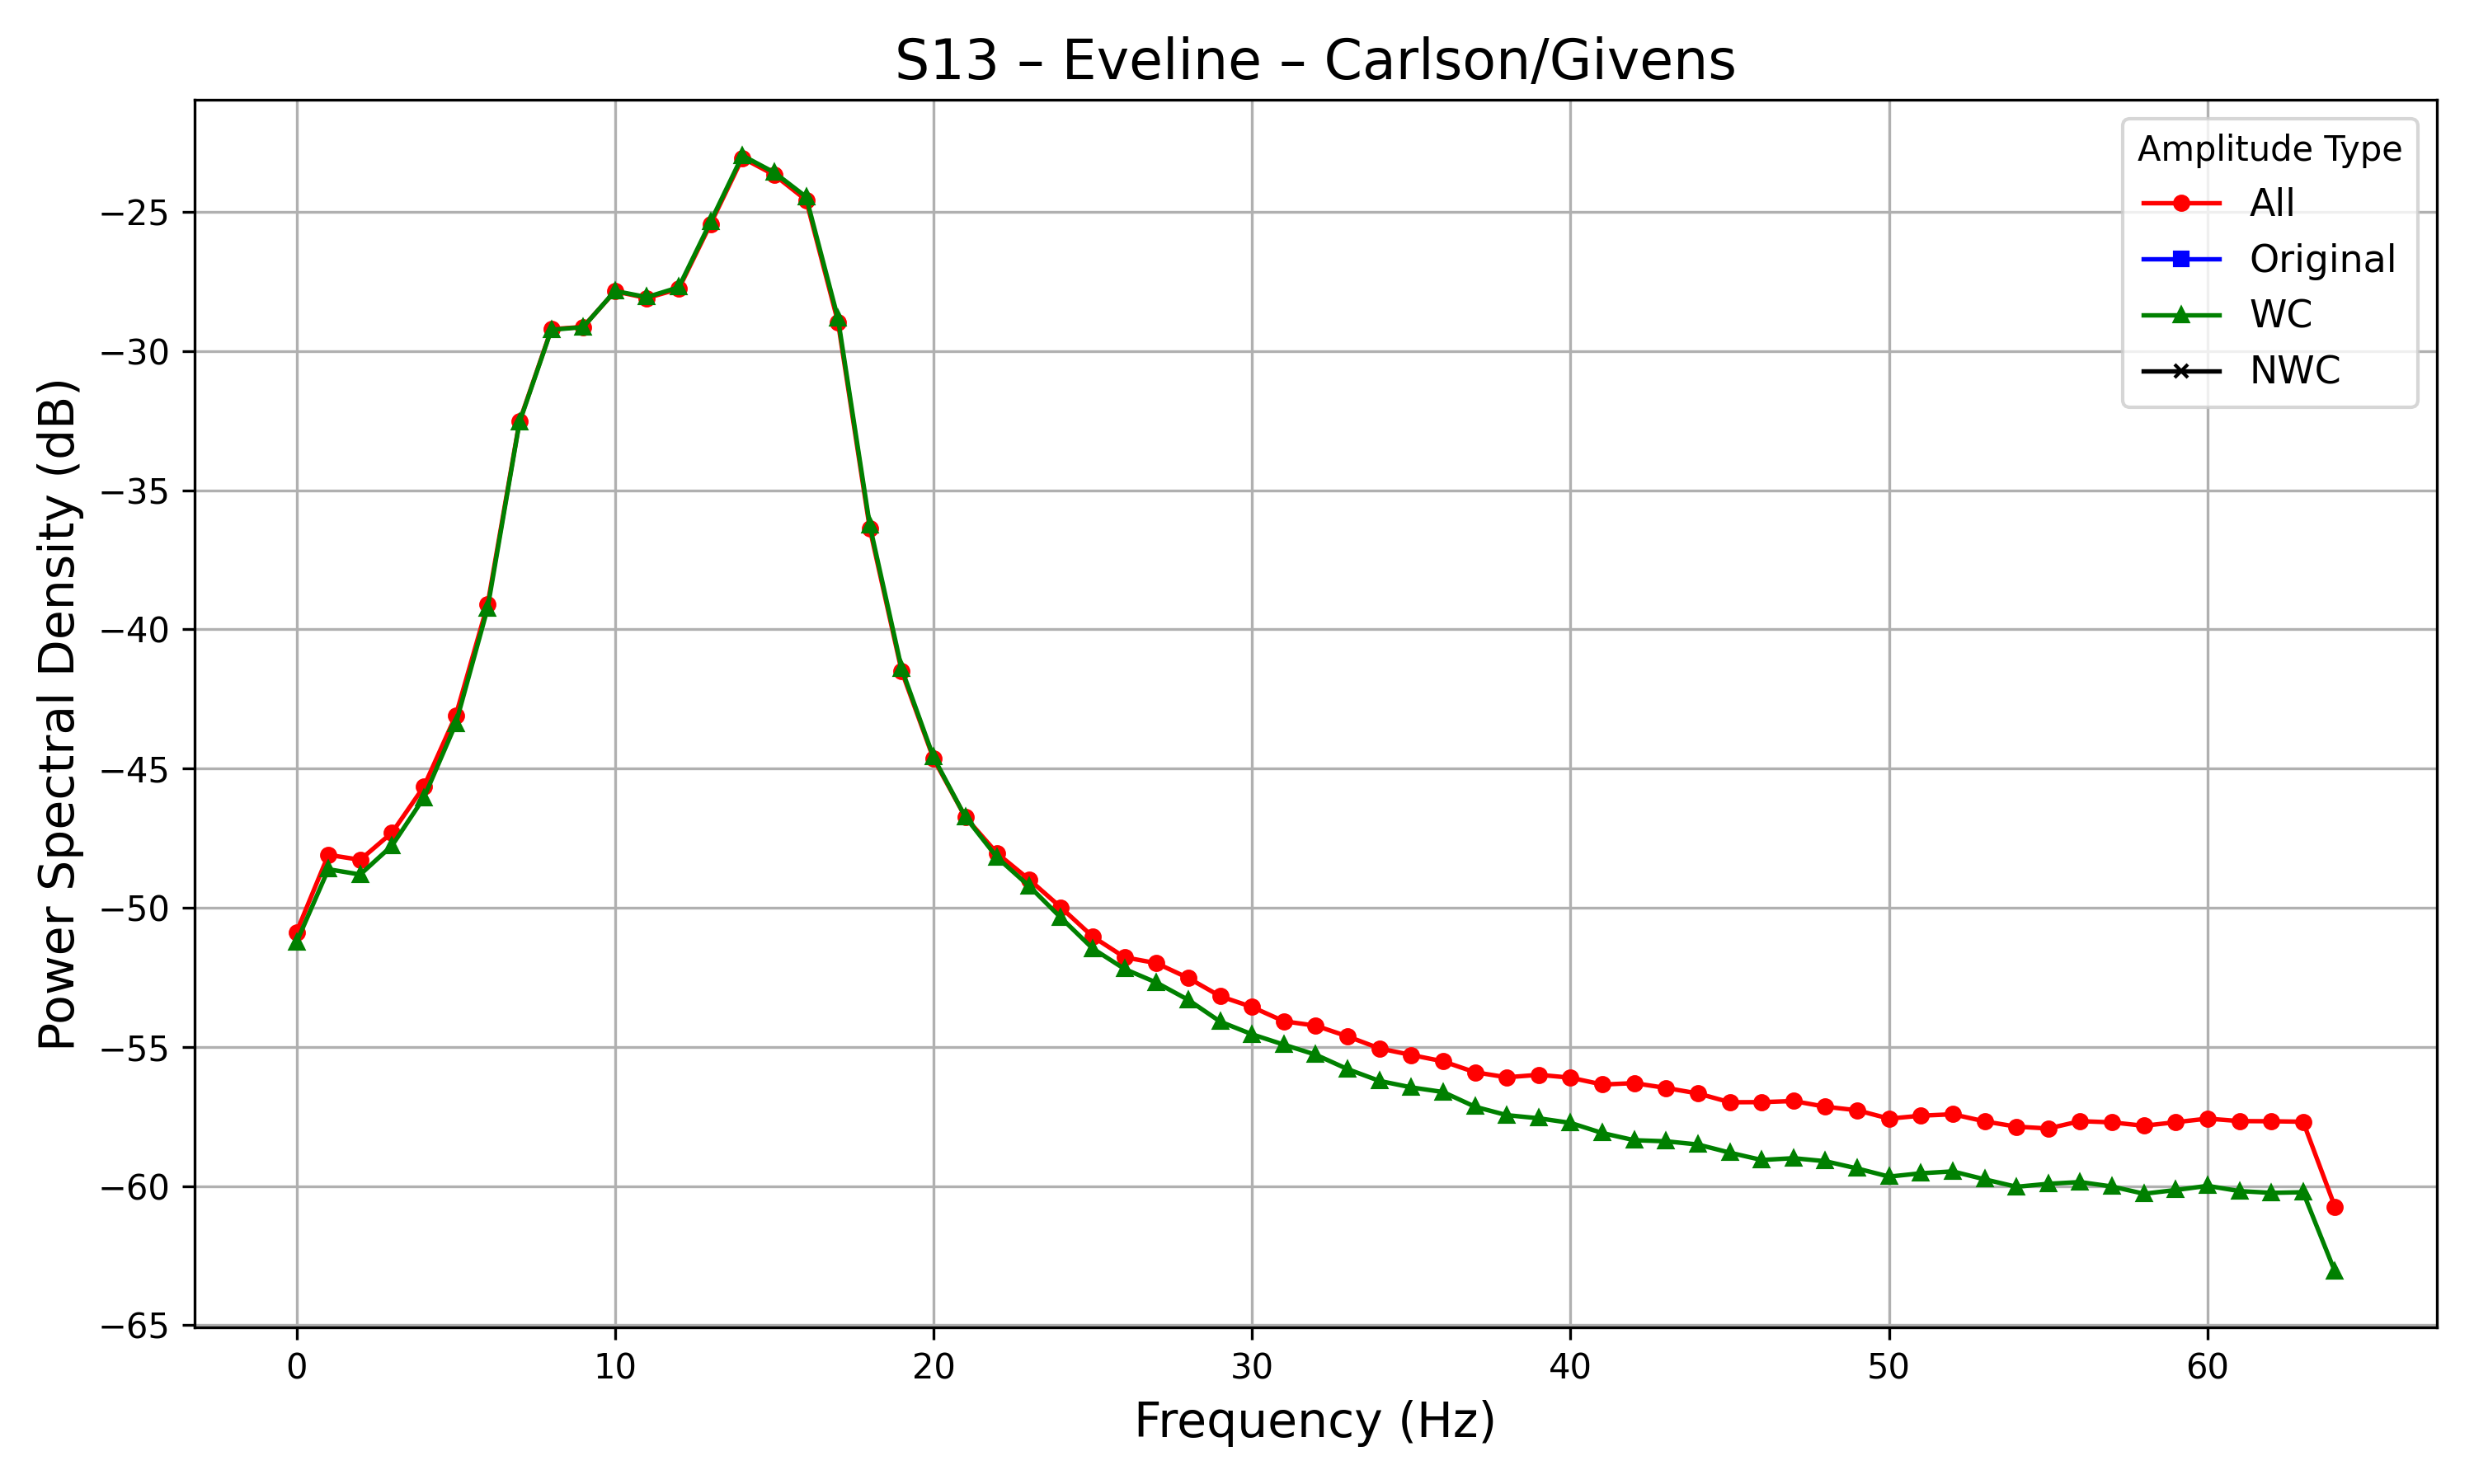 S13 – Eveline – Carlson/Givens
Amplitude Type
All
Original
WC
NWC
Power Spectral Density (dB)
−25
−30
−35
−40
−45
−50
−55
−60
−65
0 10 20 30 40 50 60
Frequency (Hz)